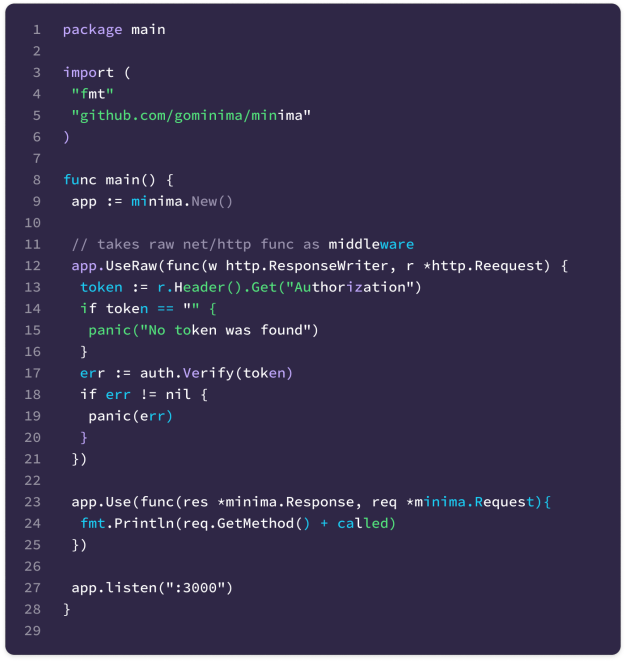 1 package main
2
3 import (
4 "fmt"
5 "github.com/gominima/minima"
6 )
7
8 func main() {
9 app := minima.New()
10
11 // takes raw net/http func as middleware
12 app.UseRaw(func(w http.ResponseWriter, r *http.Reequest) {
13 token := r.Header().Get("Authorization")
14 if token == "" {
15 panic("No token was found")
16 }
17 err := auth.Verify(token)
18 if err != nil {
19 panic(err)
20 }
21 })
22
23 app.Use(func(res *minima.Response, req *minima.Request){
24 fmt.Println(req.GetMethod() + called)
25 })
26
27 app.listen(":3000")
28 }
29